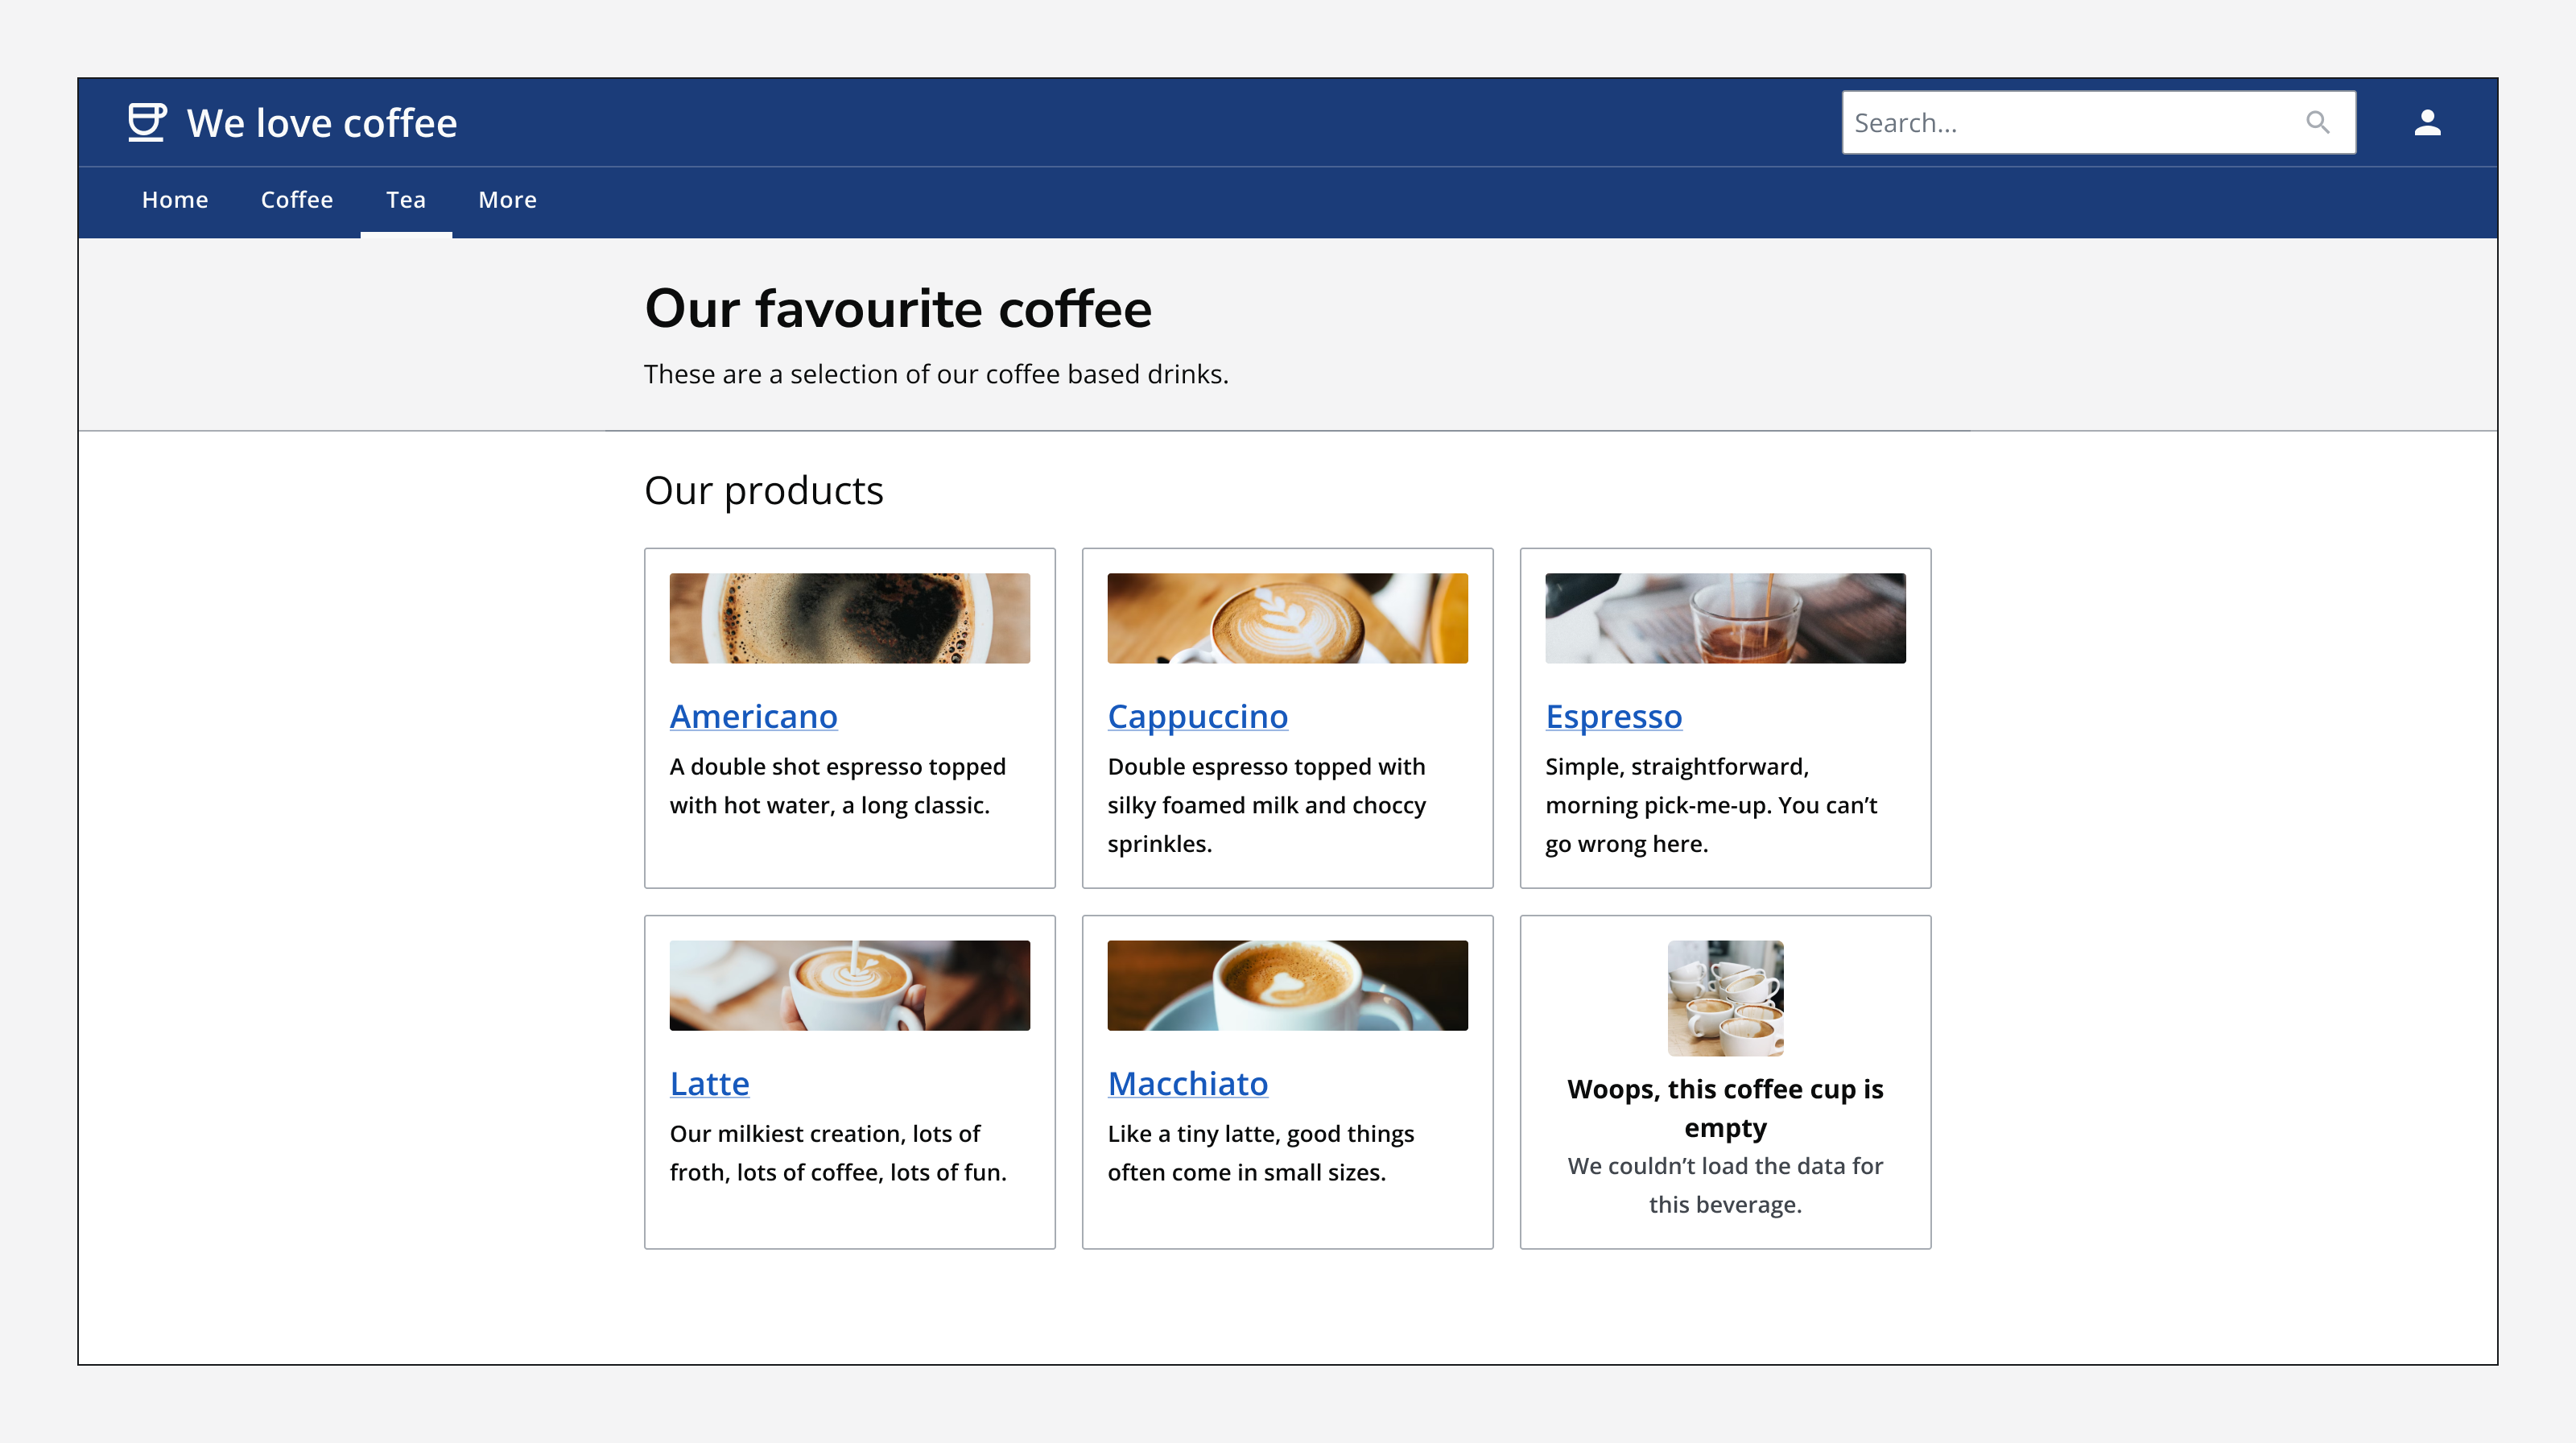 We love coffee
Search...
Home
Coffee
Tea
More
Our favourite coffee
These are a selection of our coffee based drinks.
Our products
Americano
A double shot espresso topped
with hot water, a long classic.
Cappuccino
Double espresso topped with
silky foamed milk and choccy
sprinkles.
Espresso
Simple, straightforward,
morning pick-me-up. You can’t
go wrong here.
Latte
Our milkiest creation, lots of
froth, lots of coffee, lots of fun.
Macchiato
Like a tiny latte, good things
often come in small sizes.
Woops, this coffee cup is
empty
We couldn’t load the data for
this beverage.